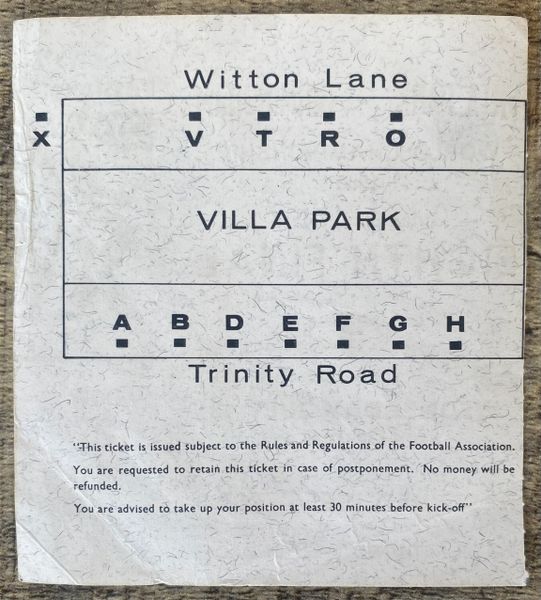 Witton Lane
X V T R O
VILLA PARK
A B D E F G H
Trinity Road
"This ticket is issued subject to the Rules and Regulations of the Football Association.
You are requested to retain this ticket in case of postponement. No money will be
refunded.
You are advised to take up your position at least 30 minutes before kick-off"